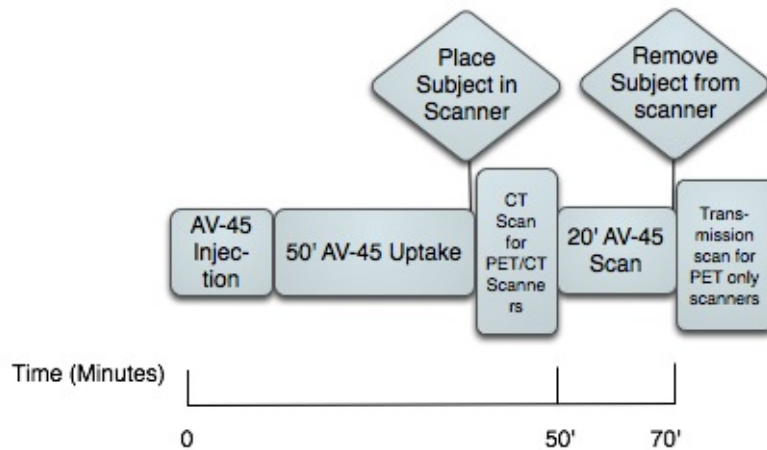 Place
Subject in
Scanner
Remove
Subject from
scanner
AV-45
Injec-
tion
50' AV-45 Uptake
CT
Scan
for
PET/CT
Scanne
rs
20' AV-45
Scan
Trans-
mission
scan for
PET only
scanners
Time (Minutes)
0
50'
70'